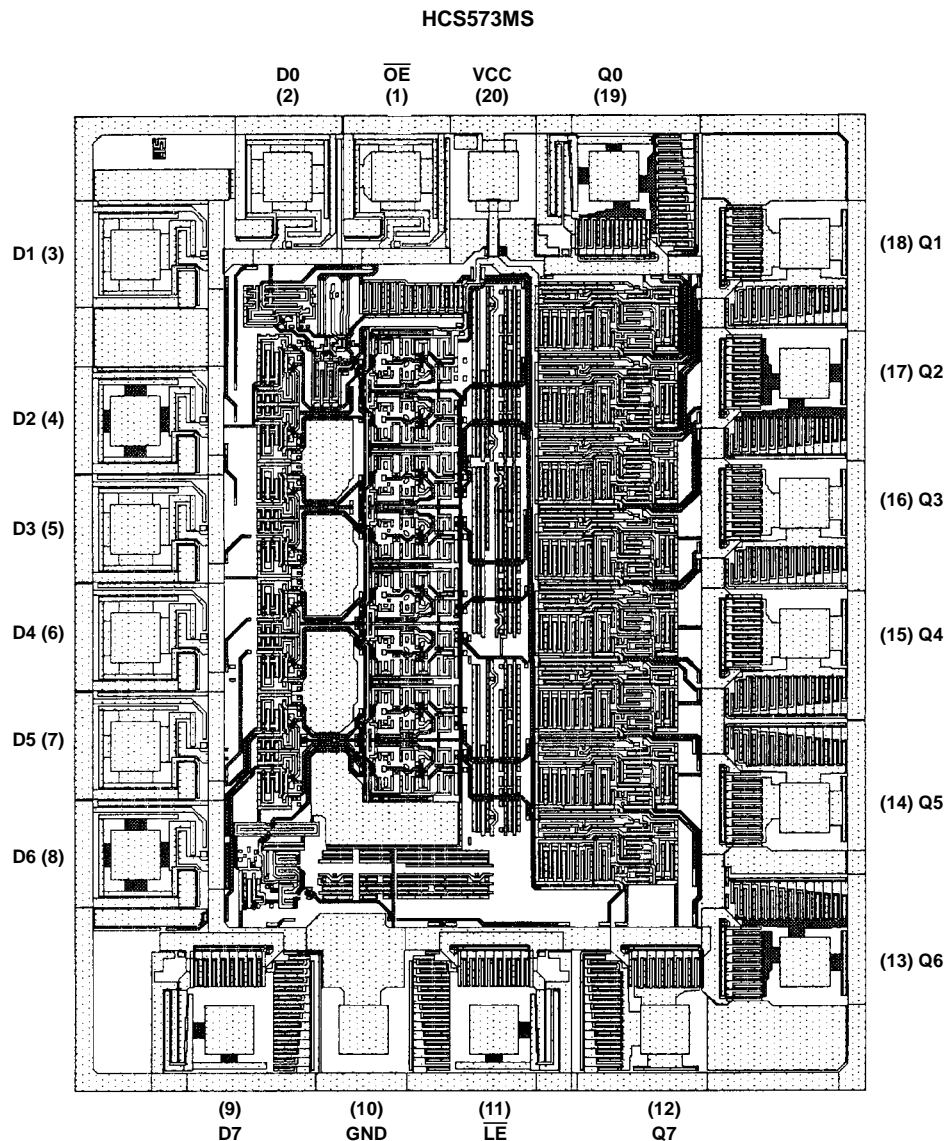 HCS573MS
D0 O̅E̅ VCC Q0
(2) (1) (20) (19)
D1 (3) (18) Q1
D2 (4) (17) Q2
D3 (5) (16) Q3
D4 (6) (15) Q4
D5 (7) (14) Q5
D6 (8) (13) Q6
(9) (10) (11) (12)
D7 GND L̅E̅ Q7